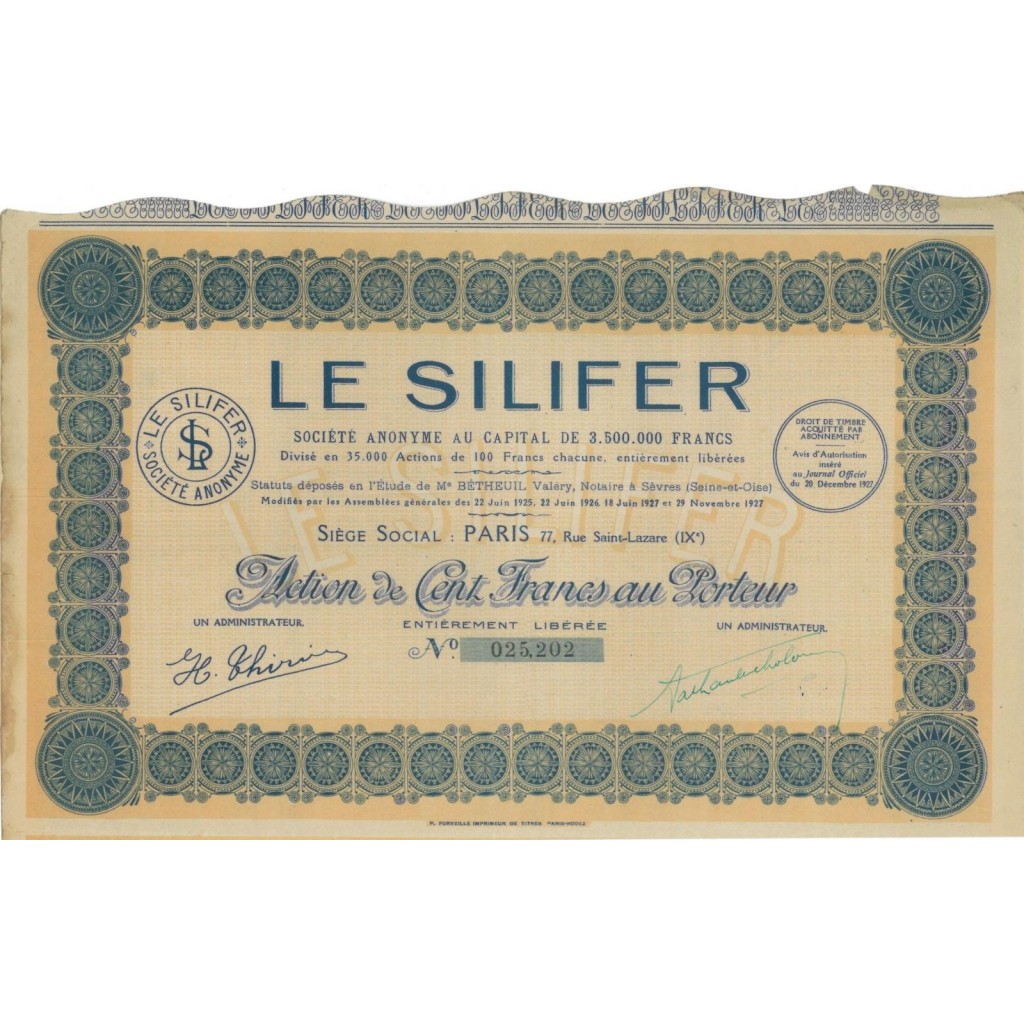 LE SILIFER
LE SILIFER
SOCIÉTÉ ANONYME
SL
SOCIÉTÉ ANONYME AU CAPITAL DE 3.500.000 FRANCS
Divisé en 35.000 Actions de 100 Francs chacune, entièrement libérées
Statuts déposés en l'Étude de Me BÉTHEUIL Valéry, Notaire à Sèvres (Seine-et-Oise)
Modifiés par les Assemblées générales des 22 Juin 1925, 22 Juin 1926, 18 Juin 1927 et 29 Novembre 1927
DROIT DE TIMBRE
ACQUITTÉ PAR
ABONNEMENT
Avis d'Autorisation
inséré
au Journal Officiel
du 20 Décembre 1927
LE SILIFER
SIÈGE SOCIAL : PARIS 77, Rue Saint-Lazare (IXe)
Action de Cent Francs au Porteur
UN ADMINISTRATEUR.
ENTIÈREMENT LIBÉRÉE
UN ADMINISTRATEUR.
No. 025,202
H. Thirin
IMPRIMEUR DE TITRES